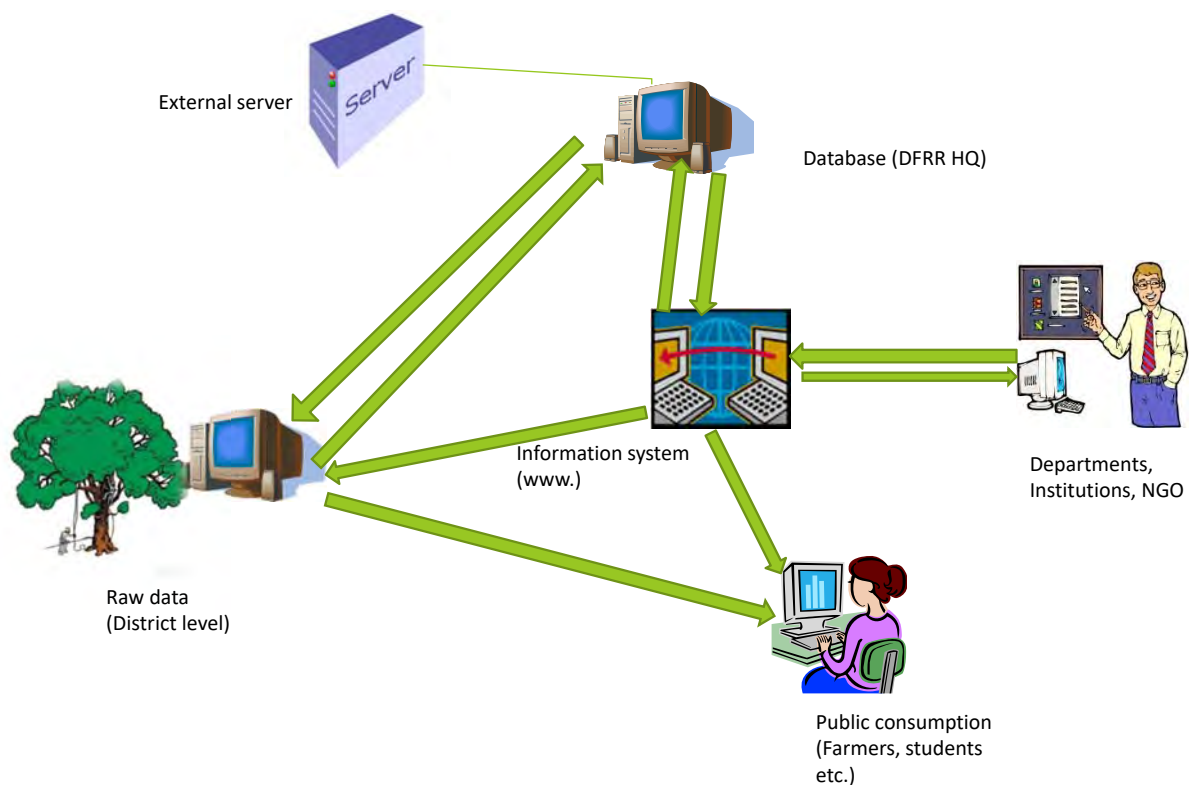 Server
External server
Database (DFRR HQ)
Information system
(www.)
Departments,
Institutions, NGO
Raw data
(District level)
Public consumption
(Farmers, students
etc.)